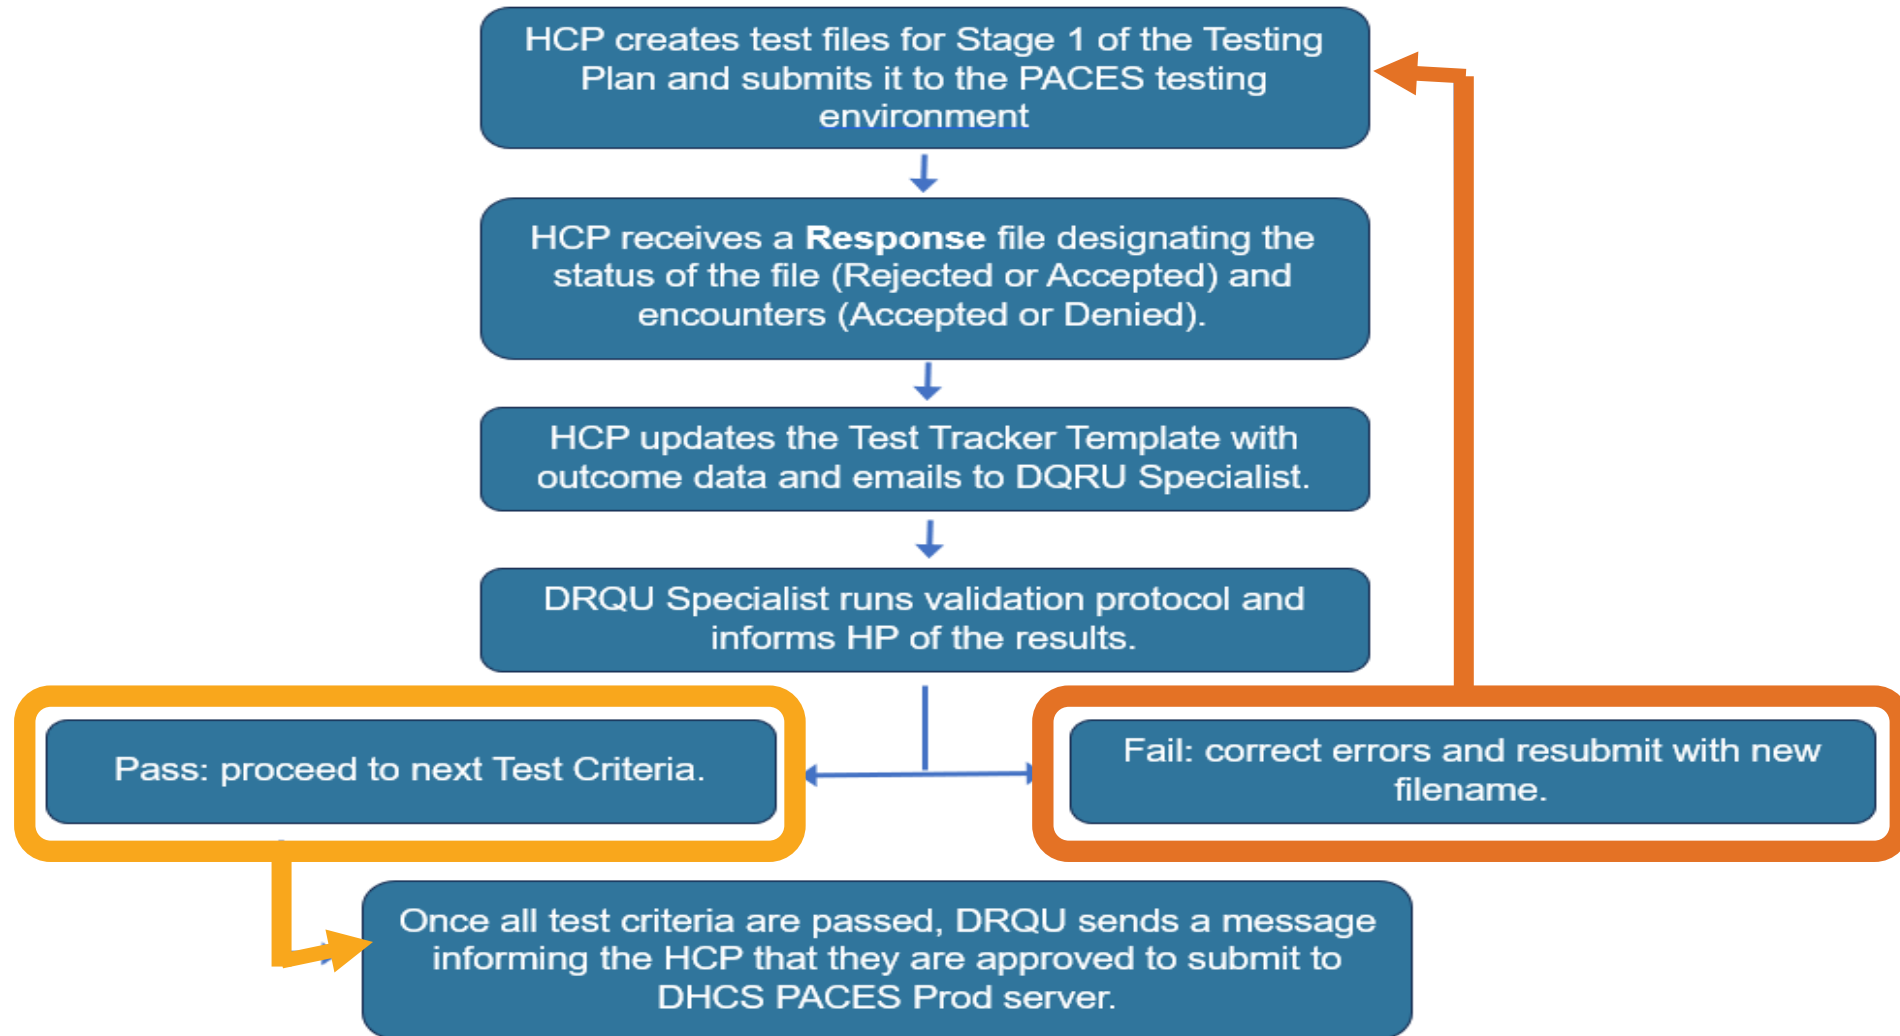 HCP creates test files for Stage 1 of the Testing
Plan and submits it to the PACES testing
environment
HCP receives a Response file designating the
status of the file (Rejected or Accepted) and
encounters (Accepted or Denied).
HCP updates the Test Tracker Template with
outcome data and emails to DQRU Specialist.
DRQU Specialist runs validation protocol and
informs HP of the results.
Pass: proceed to next Test Criteria.
Fail: correct errors and resubmit with new
filename.
Once all test criteria are passed, DRQU sends a message
informing the HCP that they are approved to submit to
DHCS PACES Prod server.